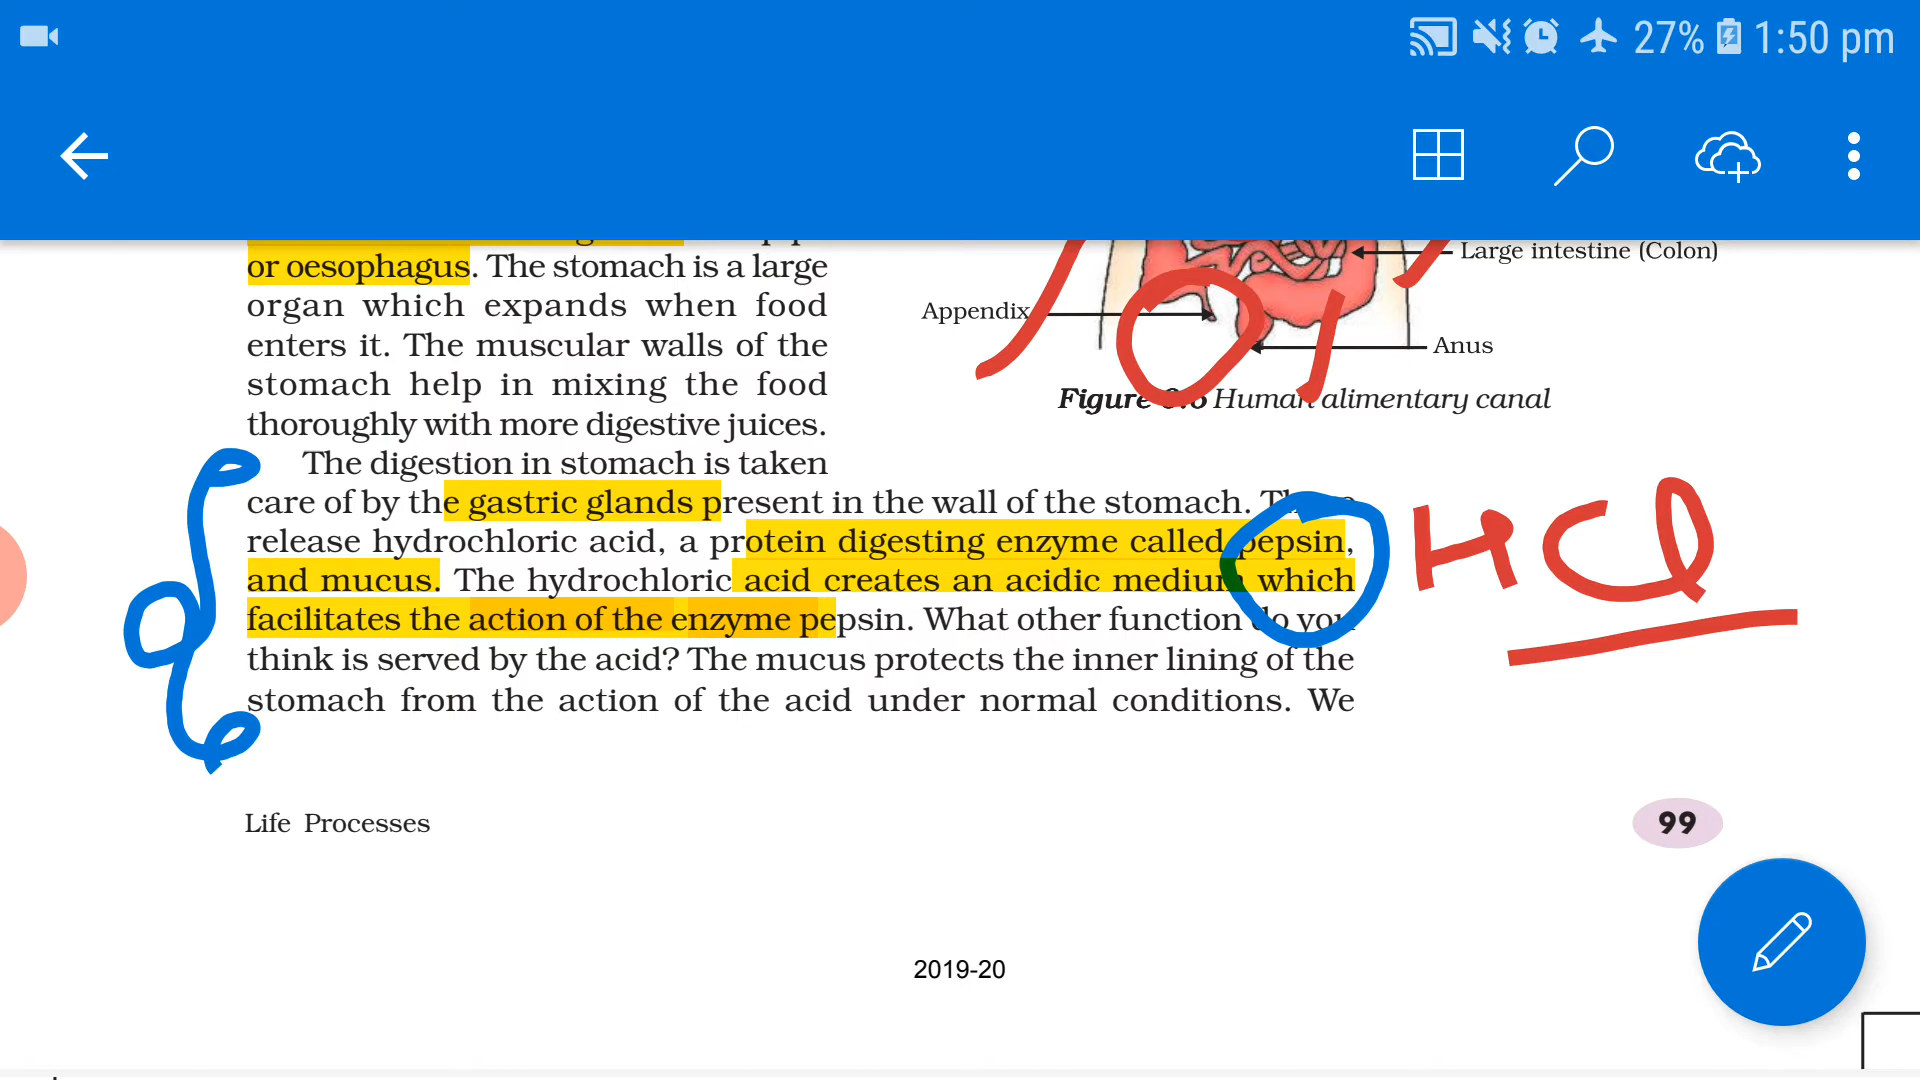 27% 1:50 pm
or oesophagus. The stomach is a large
organ which expands when food
enters it. The muscular walls of the
stomach help in mixing the food
thoroughly with more digestive juices.
Large intestine (Colon)
Appendix
Anus
Figure 6.6 Human alimentary canal
The digestion in stomach is taken
care of by the gastric glands present in the wall of the stomach. These
release hydrochloric acid, a protein digesting enzyme called pepsin,
and mucus. The hydrochloric acid creates an acidic medium which
facilitates the action of the enzyme pepsin. What other function do you
think is served by the acid? The mucus protects the inner lining of the
stomach from the action of the acid under normal conditions. We
HCl
Life Processes
99
2019-20